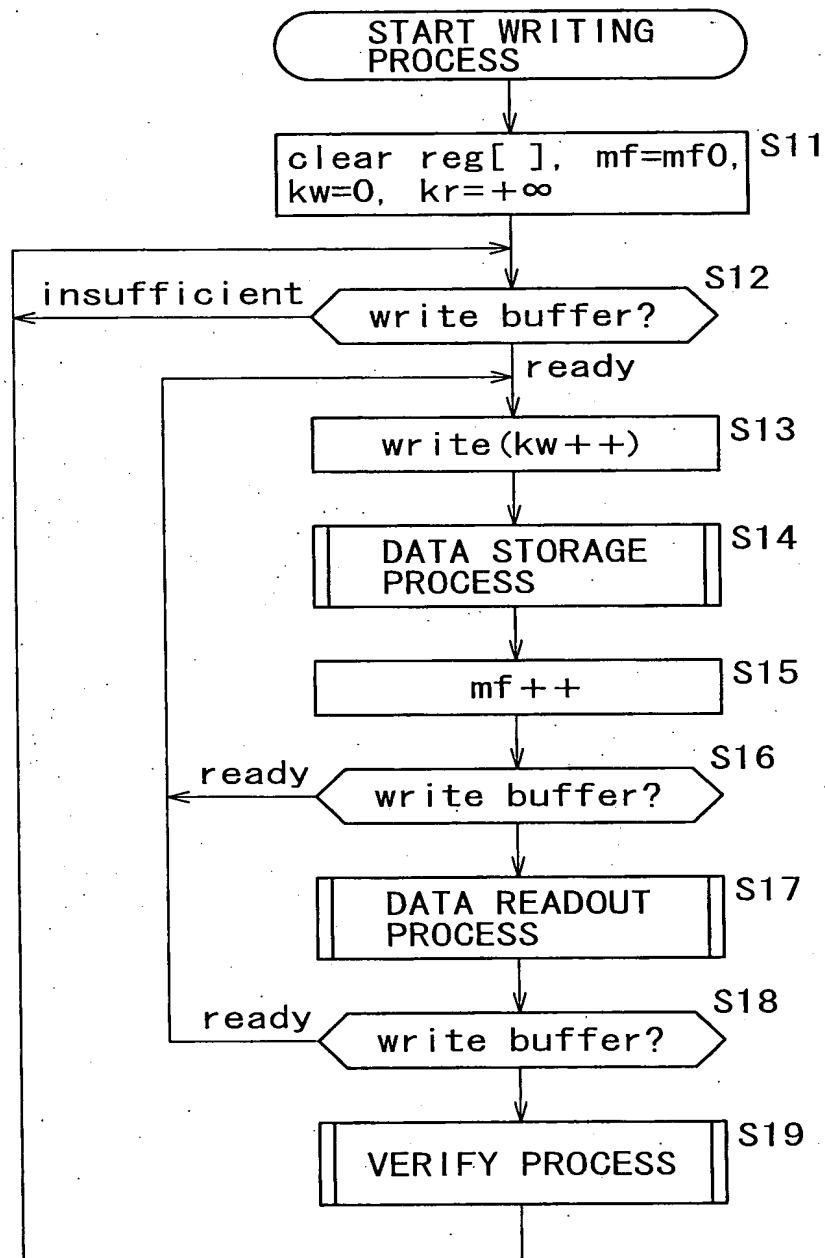 START WRITING
PROCESS
clear reg[ ], mf=mf0,
kw=0, kr=+∞
S11
S12
insufficient
write buffer?
ready
write(kw++)
S13
DATA STORAGE
PROCESS
S14
mf++
S15
S16
ready
write buffer?
DATA READOUT
PROCESS
S17
S18
ready
write buffer?
VERIFY PROCESS
S19